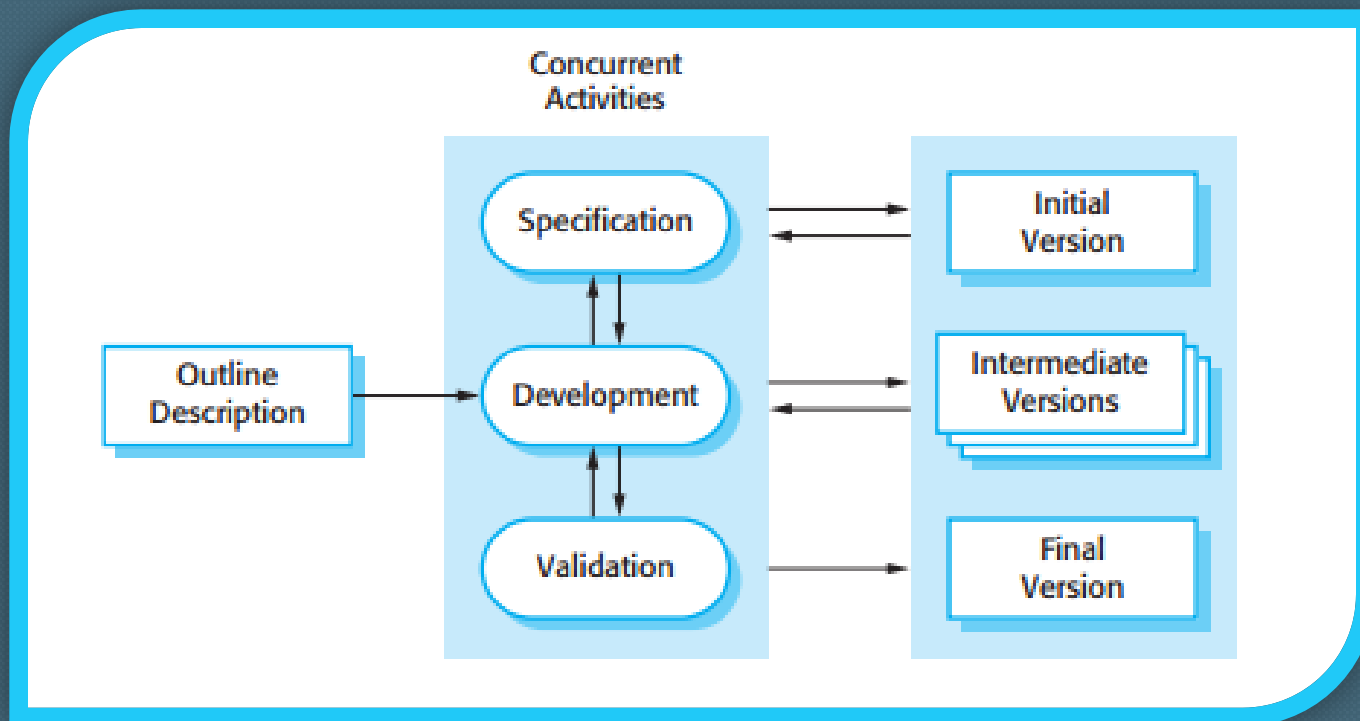 Concurrent
Activities
Specification
Initial
Version
Outline
Description
Development
Intermediate
Versions
Validation
Final
Version